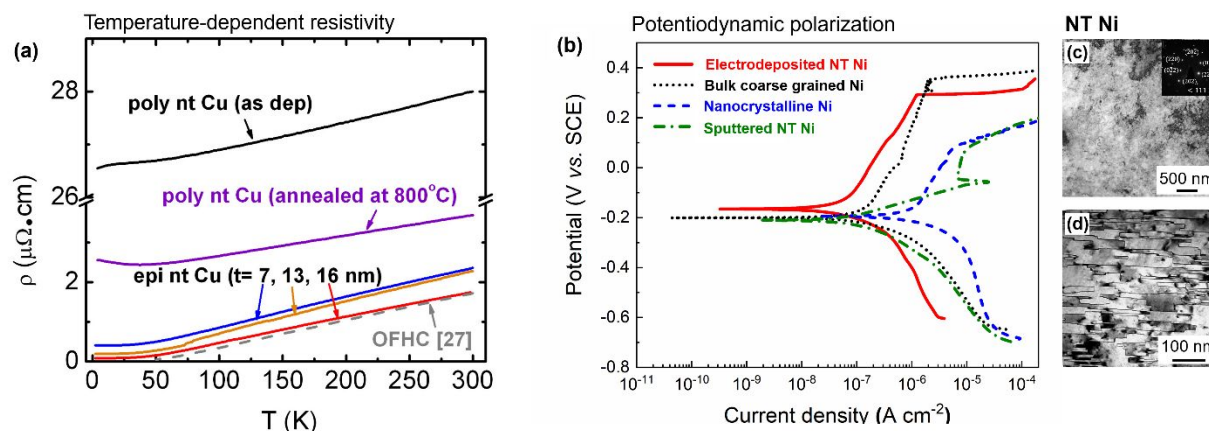 Temperature-dependent resistivity
(a)
28
26
2
1
0
ρ (μΩ.cm)
poly nt Cu (as dep)
poly nt Cu (annealed at 800°C)
epi nt Cu (t= 7, 13, 16 nm)
OFHC [27]
0 50 100 150 200 250 300
T (K)
Potentiodynamic polarization
(b)
0.4
0.2
0.0
-0.2
-0.4
-0.6
-0.8
Potential (V vs. SCE)
Electrodeposited NT Ni
Bulk coarse grained Ni
Nanocrystalline Ni
Sputtered NT Ni
10⁻¹¹ 10⁻¹⁰ 10⁻⁹ 10⁻⁸ 10⁻⁷ 10⁻⁶ 10⁻⁵ 10⁻⁴
Current density (A cm⁻²)
NT Ni
(c)
500 nm
(d)
100 nm